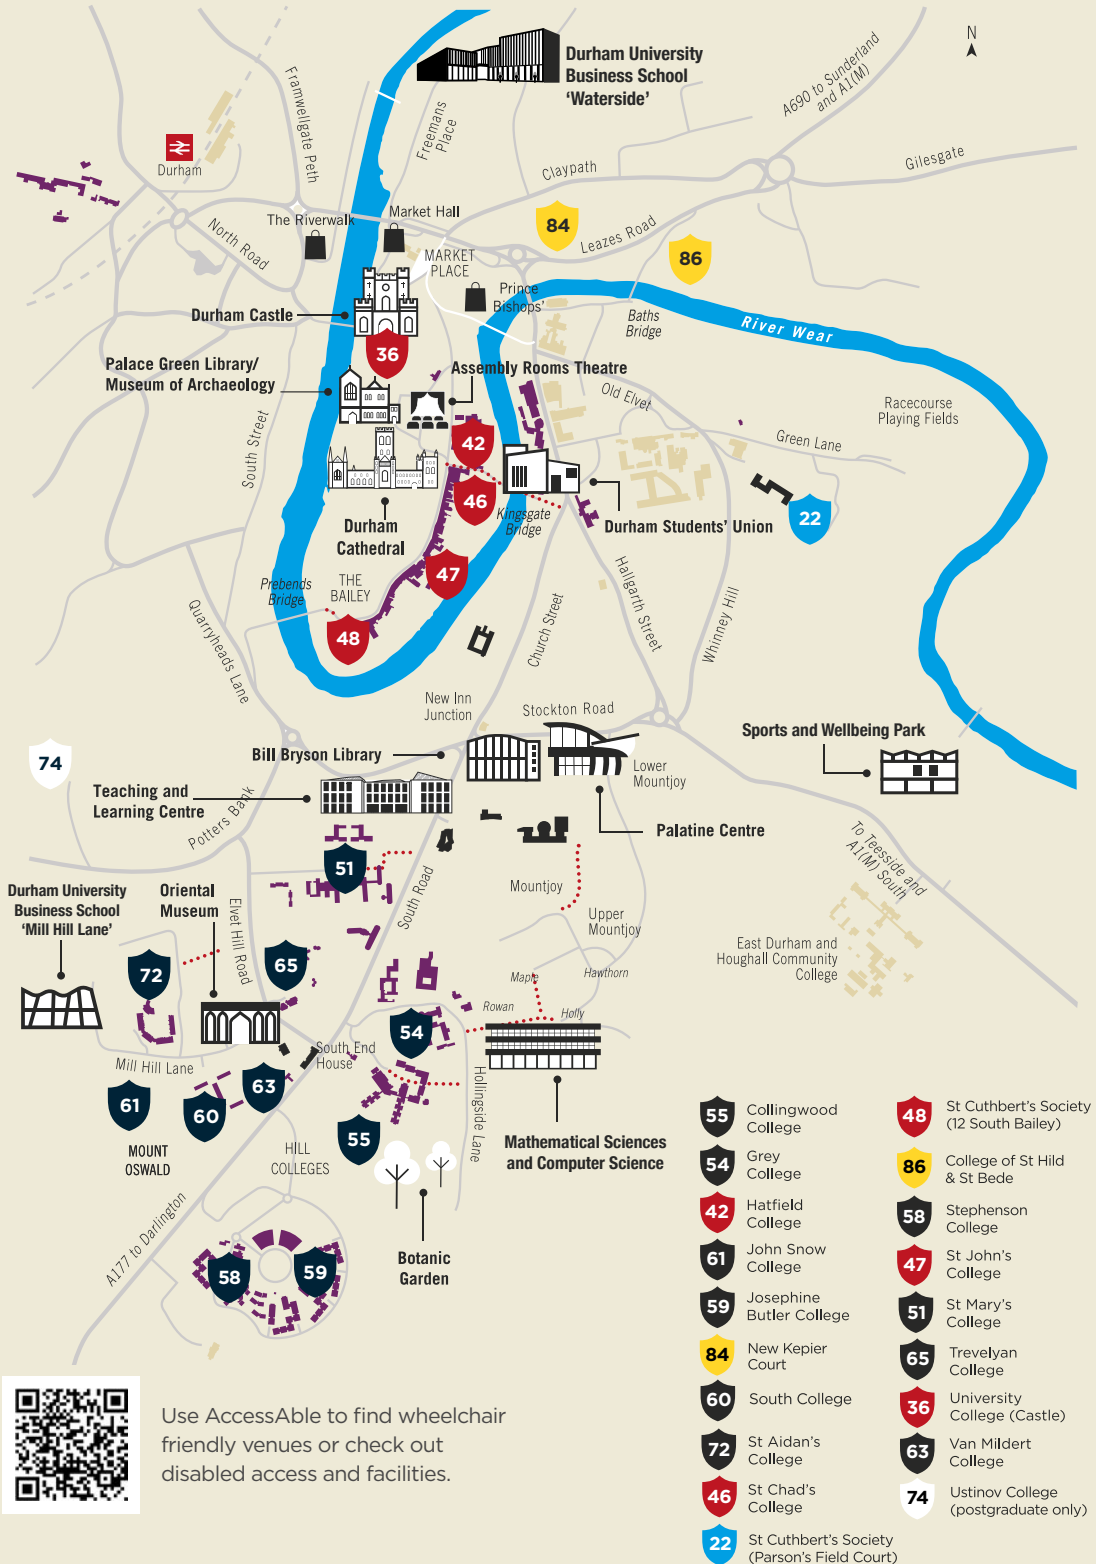 N
Durham University
Business School
'Waterside'
A690 to Sunderland
and A1(M)
Framwellgate Peth
Freemans
Place
Durham
Claypath
Gilesgate
The Riverwalk
Market Hall
84
Leazes Road
North Road
MARKET
PLACE
86
Prince
Bishops'
Durham Castle
Baths
Bridge
River Wear
36
Palace Green Library/
Museum of Archaeology
Assembly Rooms Theatre
Old Elvet
Racecourse
Playing Fields
South Street
42
Green Lane
46
Kingsgate
Bridge
22
Durham
Cathedral
Durham Students' Union
47
Prebends
Bridge
THE
BAILEY
Hallgarth Street
Church Street
Whinney Hill
48
Quarryheads Lane
New Inn
Junction
Stockton Road
Sports and Wellbeing Park
74
Bill Bryson Library
Lower
Mountjoy
Teaching and
Learning Centre
Potters Bank
Palatine Centre
To Teesside and
A1(M) South
51
South Road
Mountjoy
Durham University
Business School
'Mill Hill Lane'
Oriental
Museum
Elvet Hill Road
Upper
Mountjoy
East Durham and
Houghall Community
College
72
65
Maple
Hawthorn
Rowan
Holly
54
South End
House
Mill Hill Lane
Hollingside Lane
61
60
63
55
MOUNT
OSWALD
HILL
COLLEGES
Mathematical Sciences
and Computer Science
A177 to Darlington
Botanic
Garden
58
59
55
Collingwood
College
54
Grey
College
42
Hatfield
College
61
John Snow
College
59
Josephine
Butler College
84
New Kepier
Court
60
South College
72
St Aidan's
College
46
St Chad's
College
22
St Cuthbert's Society
(Parson's Field Court)
48
St Cuthbert's Society
(12 South Bailey)
86
College of St Hild
& St Bede
58
Stephenson
College
47
St John's
College
51
St Mary's
College
65
Trevelyan
College
36
University
College (Castle)
63
Van Mildert
College
74
Ustinov College
(postgraduate only)
Use AccessAble to find wheelchair
friendly venues or check out
disabled access and facilities.